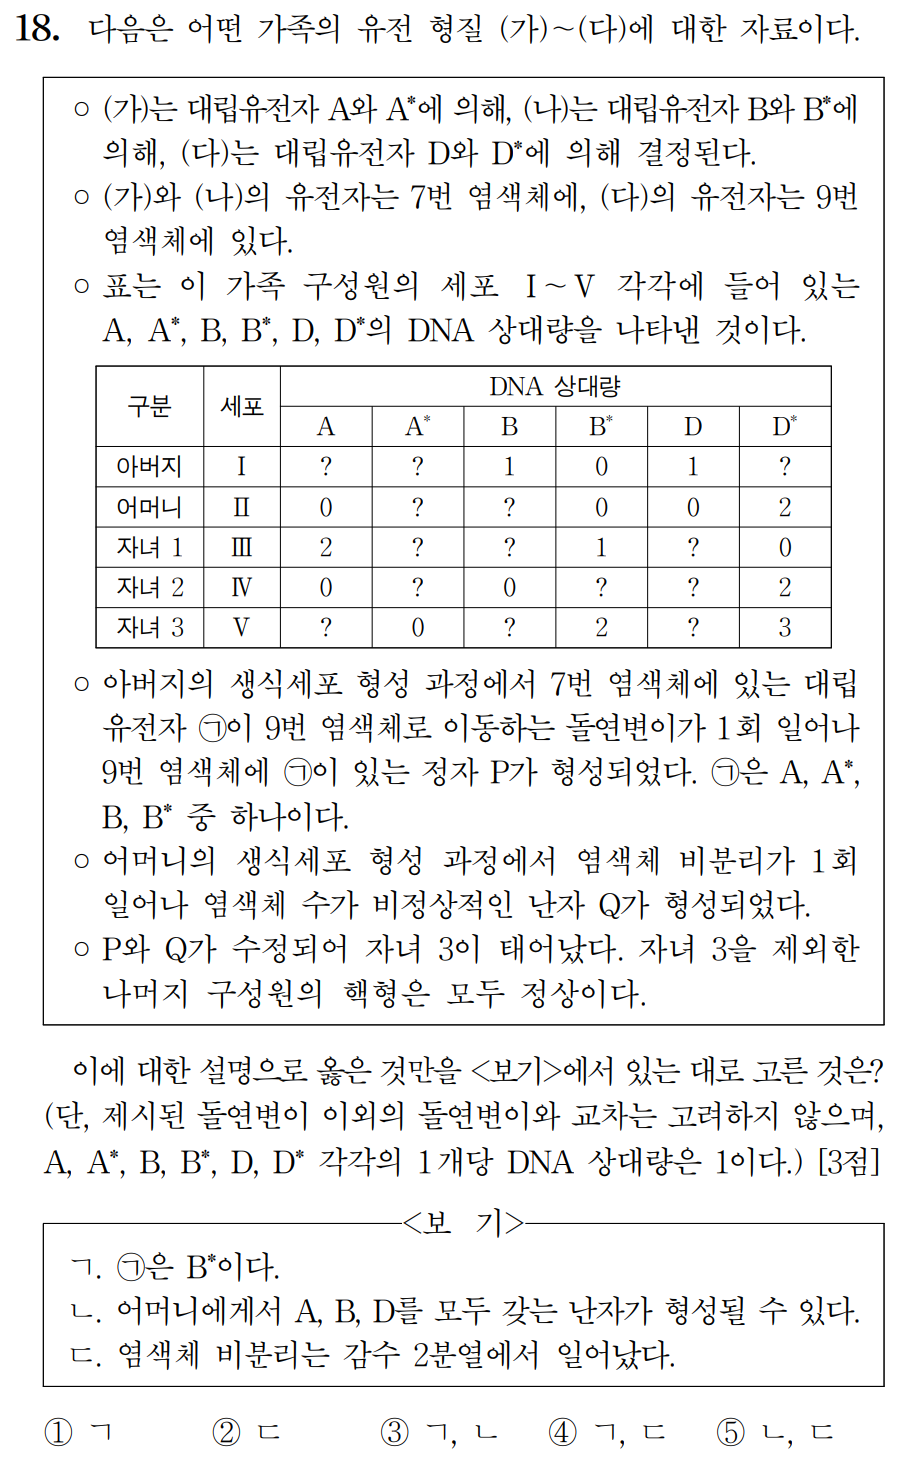 18. 다음은 어떤 가족의 유전 형질 (가)~(다)에 대한 자료이다.
○ (가)는 대립유전자 A와 A*에 의해, (나)는 대립유전자 B와 B*에
의해, (다)는 대립유전자 D와 D*에 의해 결정된다.
○ (가)와 (나)의 유전자는 7번 염색체에, (다)의 유전자는 9번
염색체에 있다.
○ 표는 이 가족 구성원의 세포 Ⅰ~Ⅴ 각각에 들어 있는
A, A*, B, B*, D, D*의 DNA 상대량을 나타낸 것이다.
구분 세포 DNA 상대량
A A* B B* D D*
아버지 Ⅰ ? ? 1 0 1 ?
어머니 Ⅱ 0 ? ? 0 0 2
자녀 1 Ⅲ 2 ? ? 1 ? 0
자녀 2 Ⅳ 0 ? 0 ? ? 2
자녀 3 Ⅴ ? 0 ? 2 ? 3
○ 아버지의 생식세포 형성 과정에서 7번 염색체에 있는 대립
유전자 ㉠이 9번 염색체로 이동하는 돌연변이가 1회 일어나
9번 염색체에 ㉠이 있는 정자 P가 형성되었다. ㉠은 A, A*,
B, B* 중 하나이다.
○ 어머니의 생식세포 형성 과정에서 염색체 비분리가 1회
일어나 염색체 수가 비정상적인 난자 Q가 형성되었다.
○ P와 Q가 수정되어 자녀 3이 태어났다. 자녀 3을 제외한
나머지 구성원의 핵형은 모두 정상이다.
이에 대한 설명으로 옳은 것만을 <보기>에서 있는 대로 고른 것은?
(단, 제시된 돌연변이 이외의 돌연변이와 교차는 고려하지 않으며,
A, A*, B, B*, D, D* 각각의 1개당 DNA 상대량은 1이다.) [3점]
<보 기>
ㄱ. ㉠은 B*이다.
ㄴ. 어머니에게서 A, B, D를 모두 갖는 난자가 형성될 수 있다.
ㄷ. 염색체 비분리는 감수 2분열에서 일어났다.
① ㄱ ② ㄷ ③ ㄱ, ㄴ ④ ㄱ, ㄷ ⑤ ㄴ, ㄷ